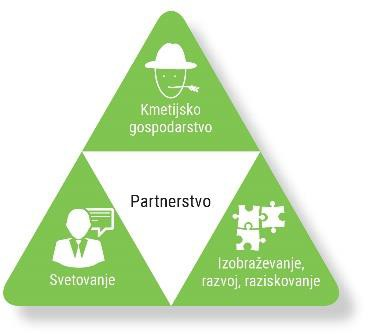 Kmetijsko
gospodarstvo
Partnerstvo
Svetovanje
Izobraževanje,
razvoj, raziskovanje